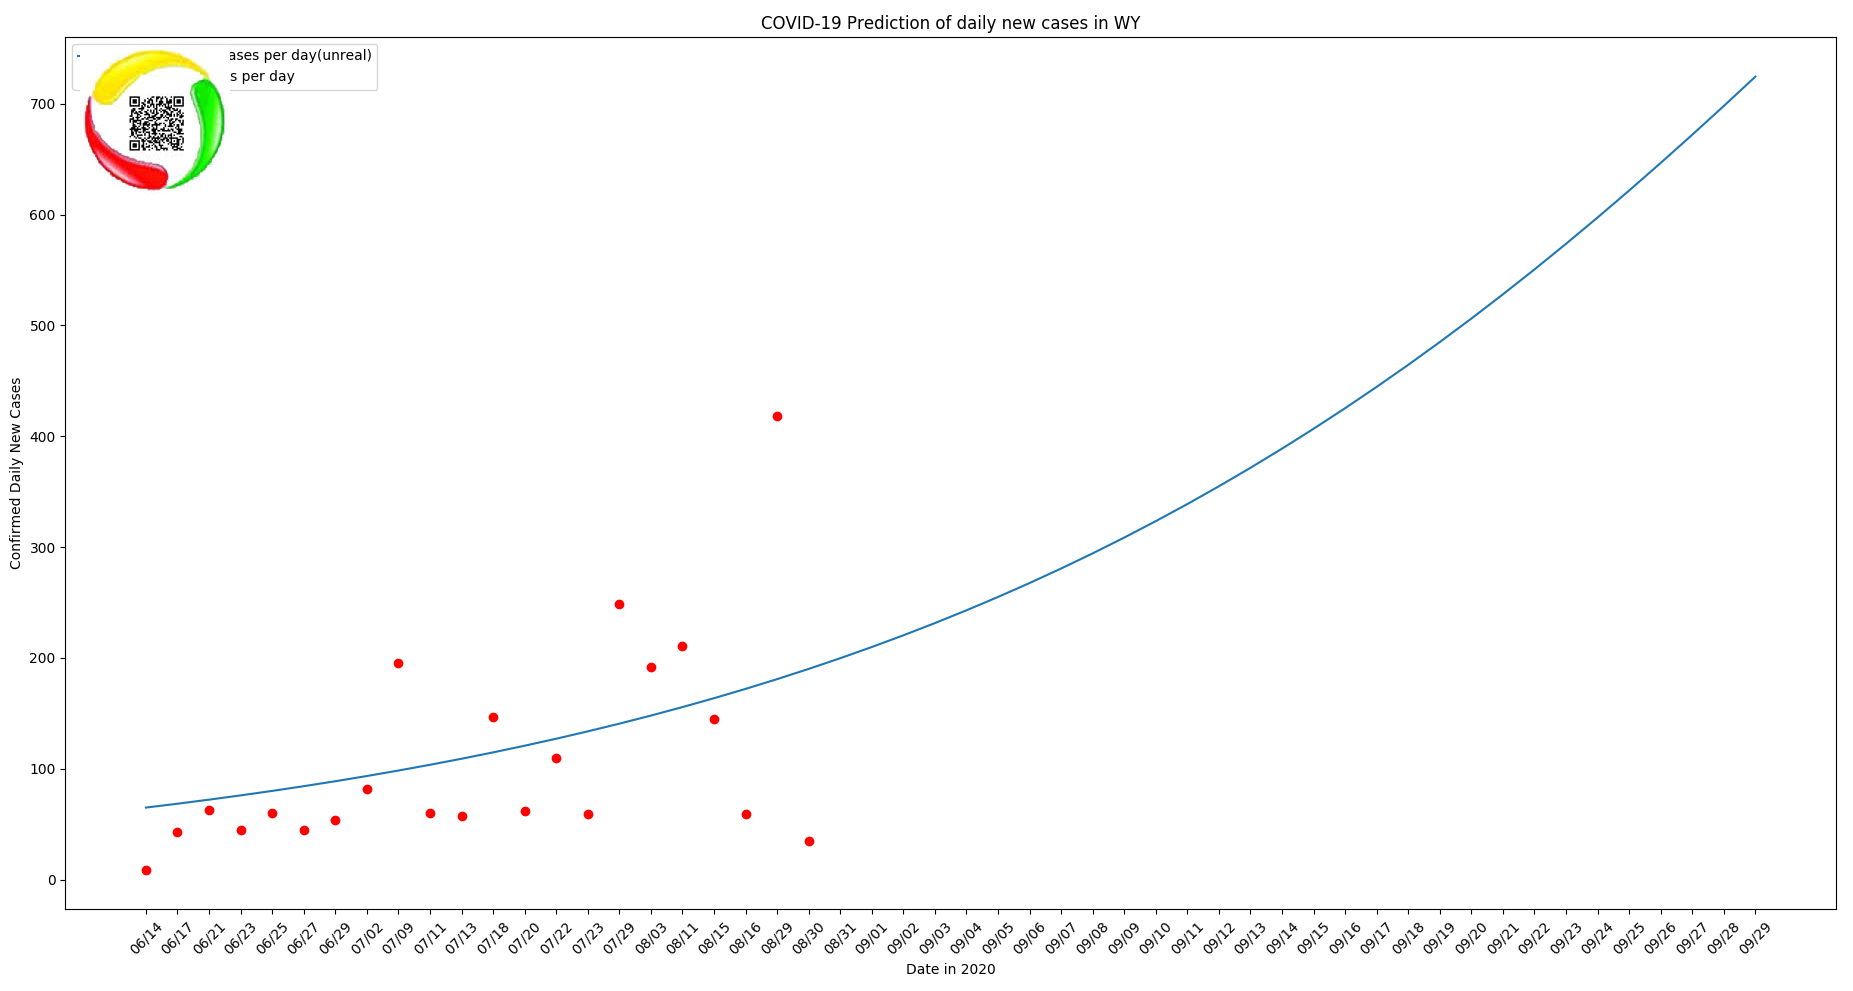 COVID-19 Prediction of daily new cases in WY
ases per day(unreal)
s per day
700
600
500
400
300
200
100
0
Confirmed Daily New Cases
06/14 06/17 06/21 06/23 06/25 06/27 06/29 07/02 07/09 07/11 07/13 07/18 07/20 07/22 07/23 07/29 08/03 08/11 08/15 08/16 08/29 08/30 08/31 09/01 09/02 09/03 09/04 09/05 09/06 09/07 09/08 09/09 09/10 09/11 09/12 09/13 09/14 09/15 09/16 09/17 09/18 09/19 09/20 09/21 09/22 09/23 09/24 09/25 09/26 09/27 09/28 09/29
Date in 2020